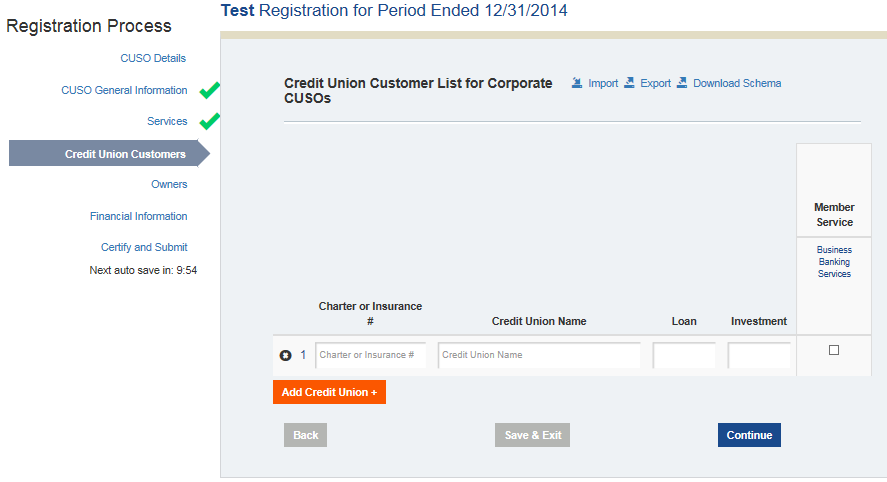 Test Registration for Period Ended 12/31/2014
Registration Process
CUSO Details
CUSO General Information
Services
Credit Union Customers
Owners
Financial Information
Certify and Submit
Next auto save in: 9:54
Credit Union Customer List for Corporate
CUSOs
Import Export Download Schema
Member
Service
Business
Banking
Services
Charter or Insurance
#
Credit Union Name
Loan
Investment
1 Charter or Insurance # Credit Union Name
Add Credit Union +
Back Save & Exit Continue